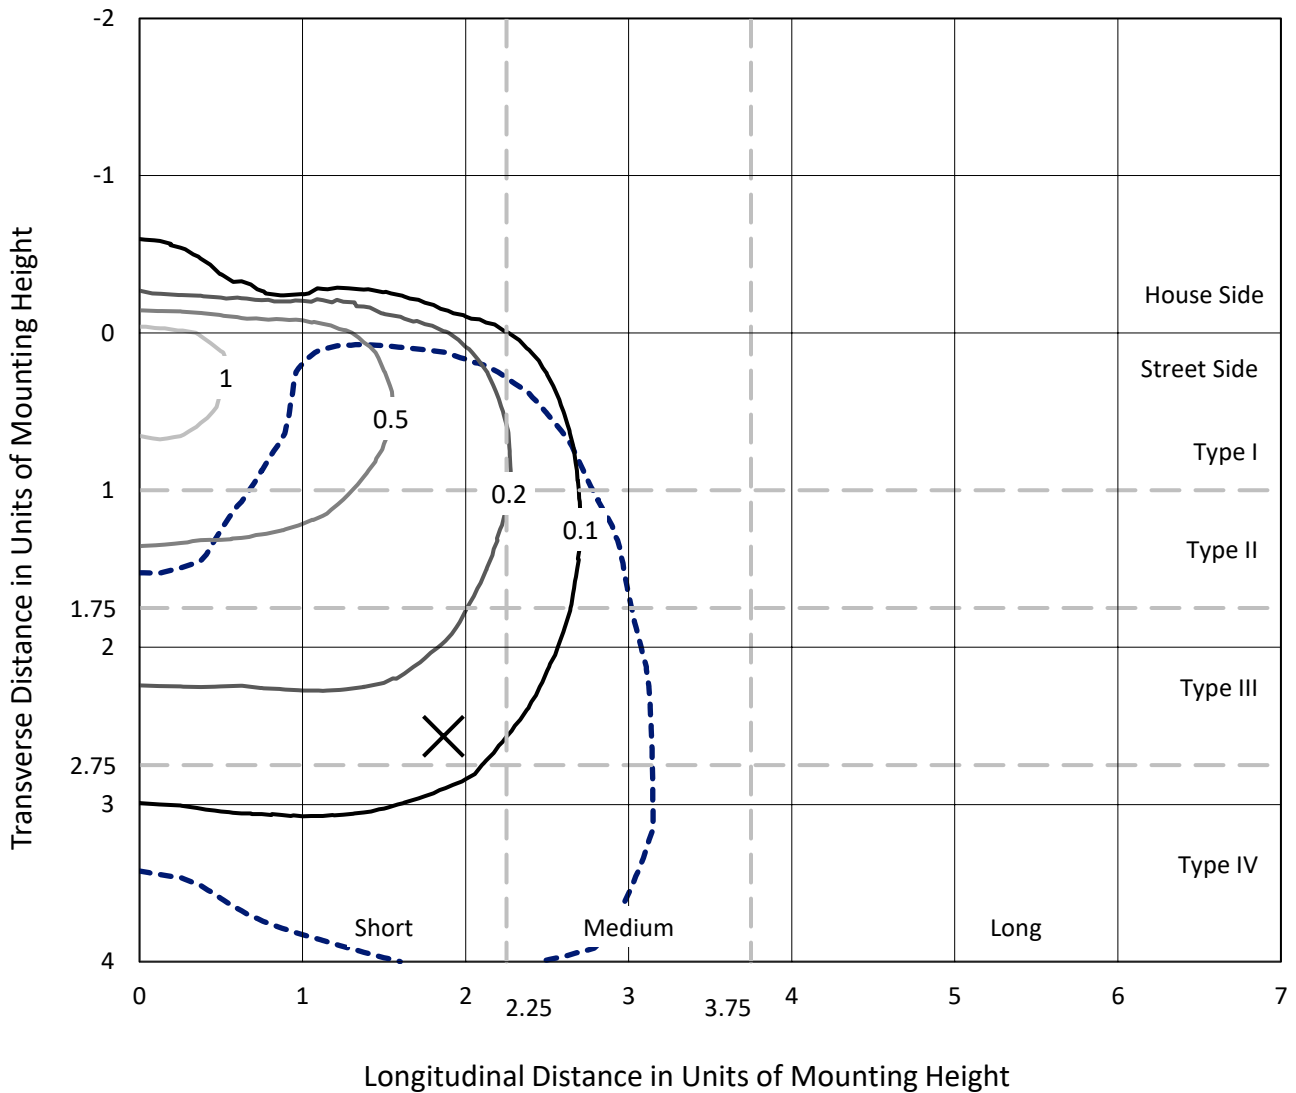 -2
-1
House Side
0
Street Side
1
0.5
Type I
1
0.2
0.1
Type II
1.75
2
Type III
2.75
3
Type IV
Short
Medium
Long
4
0
1
2
2.25
3
3.75
4
5
6
7
Transverse Distance in Units of Mounting Height
Longitudinal Distance in Units of Mounting Height